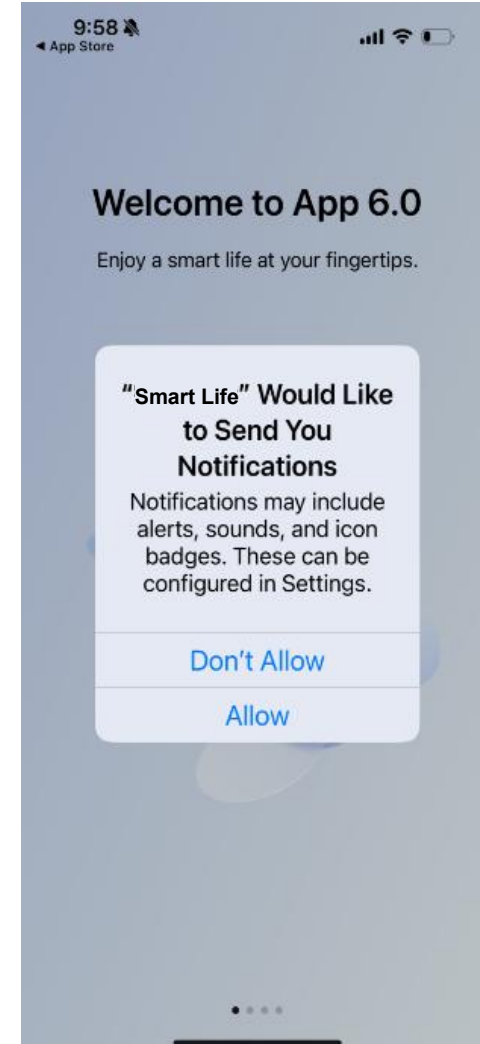 9:58
◀ App Store
Welcome to App 6.0
Enjoy a smart life at your fingertips.
“Smart Life” Would Like
to Send You
Notifications
Notifications may include
alerts, sounds, and icon
badges. These can be
configured in Settings.
Don’t Allow
Allow